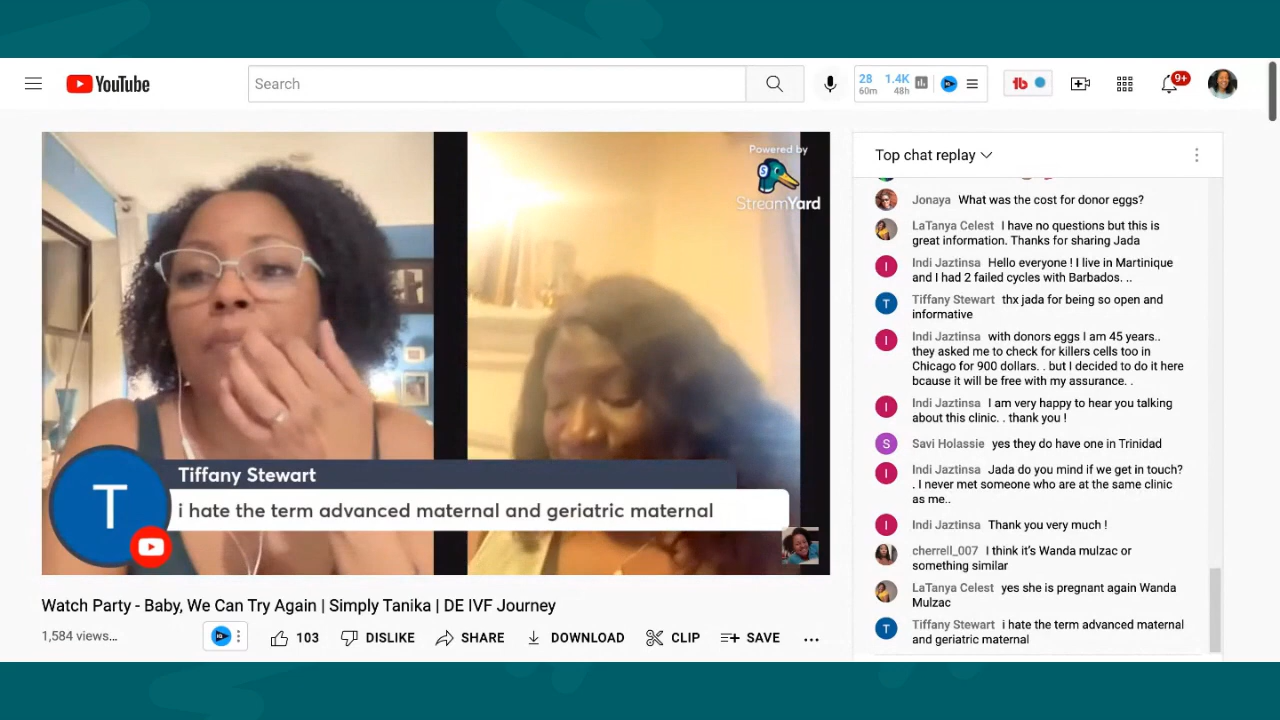 YouTube
Search
28
60m
1.4K
48h
9+
Powered by
StreamYard
T
Tiffany Stewart
i hate the term advanced maternal and geriatric maternal
Watch Party - Baby, We Can Try Again | Simply Tanika | DE IVF Journey
1,584 views...
103
DISLIKE
SHARE
DOWNLOAD
CLIP
SAVE
...
Top chat replay
Jonaya What was the cost for donor eggs?
LaTanya Celest I have no questions but this is
great information. Thanks for sharing Jada
I
Indi Jaztinsa Hello everyone ! I live in Martinique
and I had 2 failed cycles with Barbados. ..
T
Tiffany Stewart thx jada for being so open and
informative
I
Indi Jaztinsa with donors eggs I am 45 years..
they asked me to check for killers cells too in
Chicago for 900 dollars. . but I decided to do it here
bcause it will be free with my assurance. .
I
Indi Jaztinsa I am very happy to hear you talking
about this clinic. . thank you !
S
Savi Holassie yes they do have one in Trinidad
I
Indi Jaztinsa Jada do you mind if we get in touch?
. I never met someone who are at the same clinic
as me..
I
Indi Jaztinsa Thank you very much !
cherrell_007 I think it's Wanda mulzac or
something similar
LaTanya Celest yes she is pregnant again Wanda
Mulzac
T
Tiffany Stewart i hate the term advanced maternal
and geriatric maternal